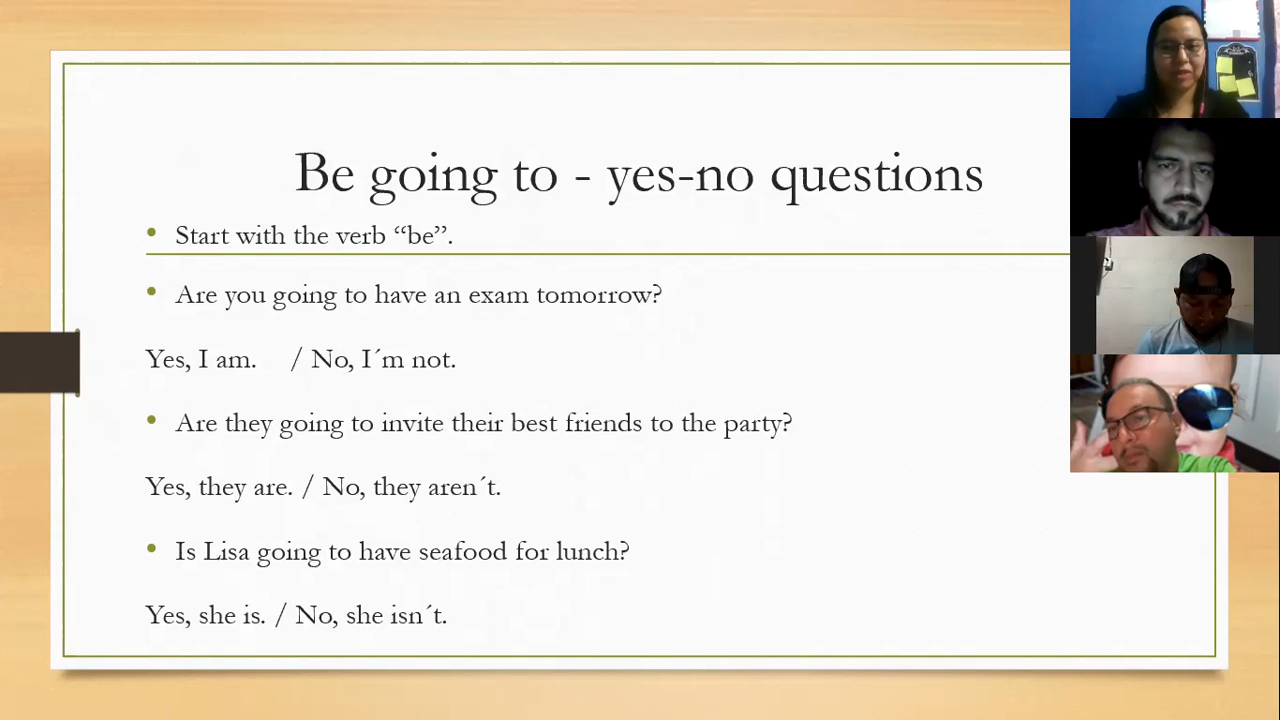 Be going to - yes-no questions
Start with the verb “be”.
Are you going to have an exam tomorrow?
Yes, I am. / No, I´m not.
Are they going to invite their best friends to the party?
Yes, they are. / No, they aren´t.
Is Lisa going to have seafood for lunch?
Yes, she is. / No, she isn´t.